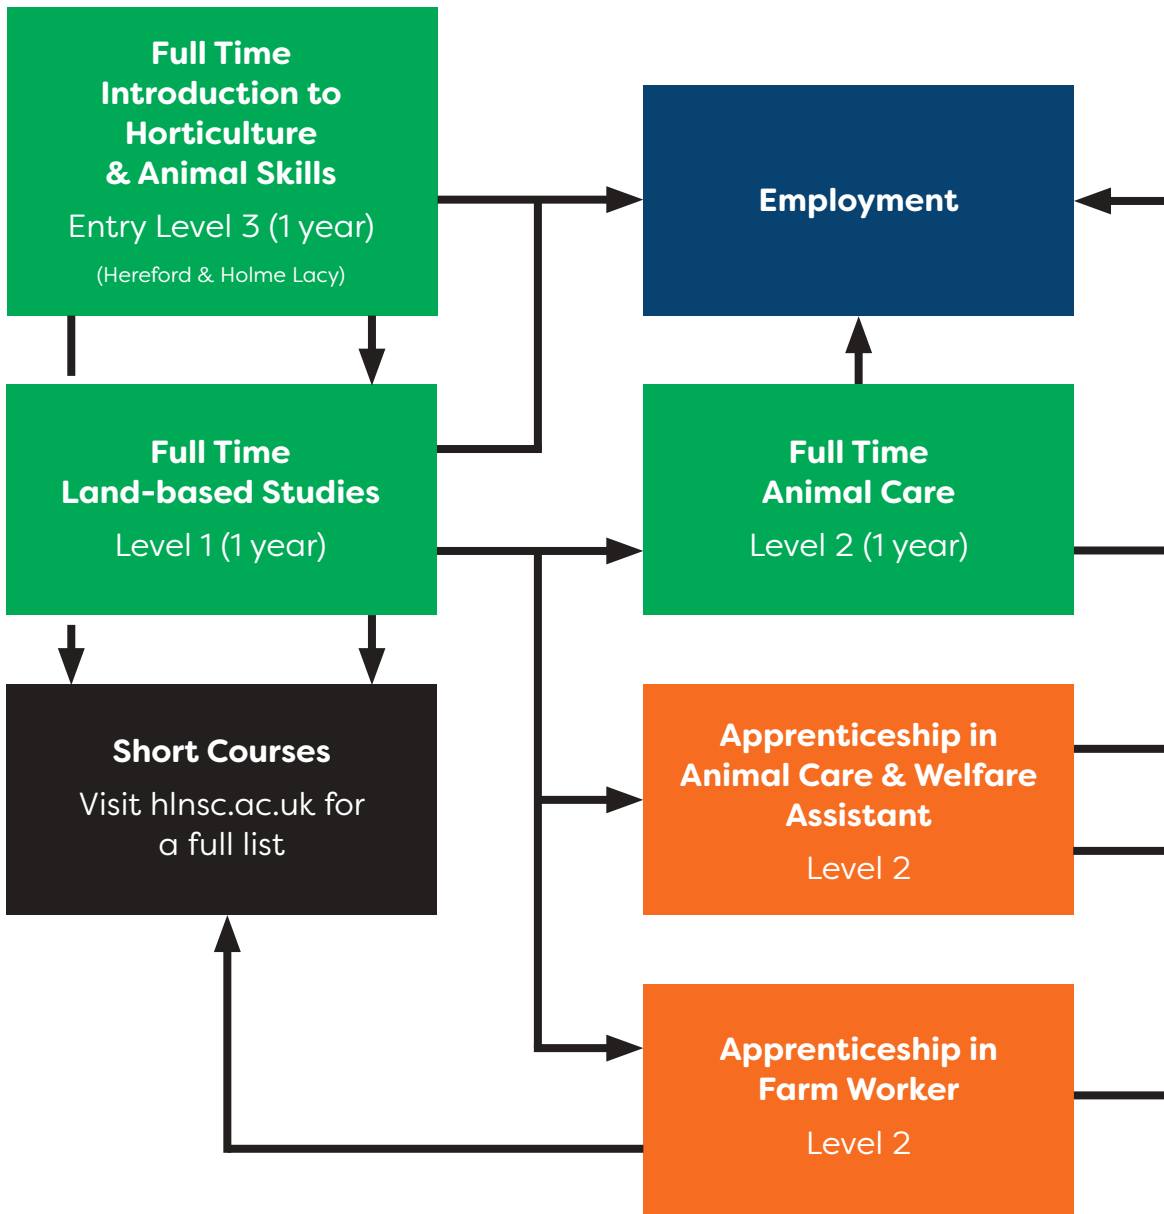 Full Time
Introduction to
Horticulture
& Animal Skills
Entry Level 3 (1 year)
(Hereford & Holme Lacy)
Employment
Full Time
Land-based Studies
Level 1 (1 year)
Full Time
Animal Care
Level 2 (1 year)
Short Courses
Visit hlnsc.ac.uk for
a full list
Apprenticeship in
Animal Care & Welfare
Assistant
Level 2
Apprenticeship in
Farm Worker
Level 2